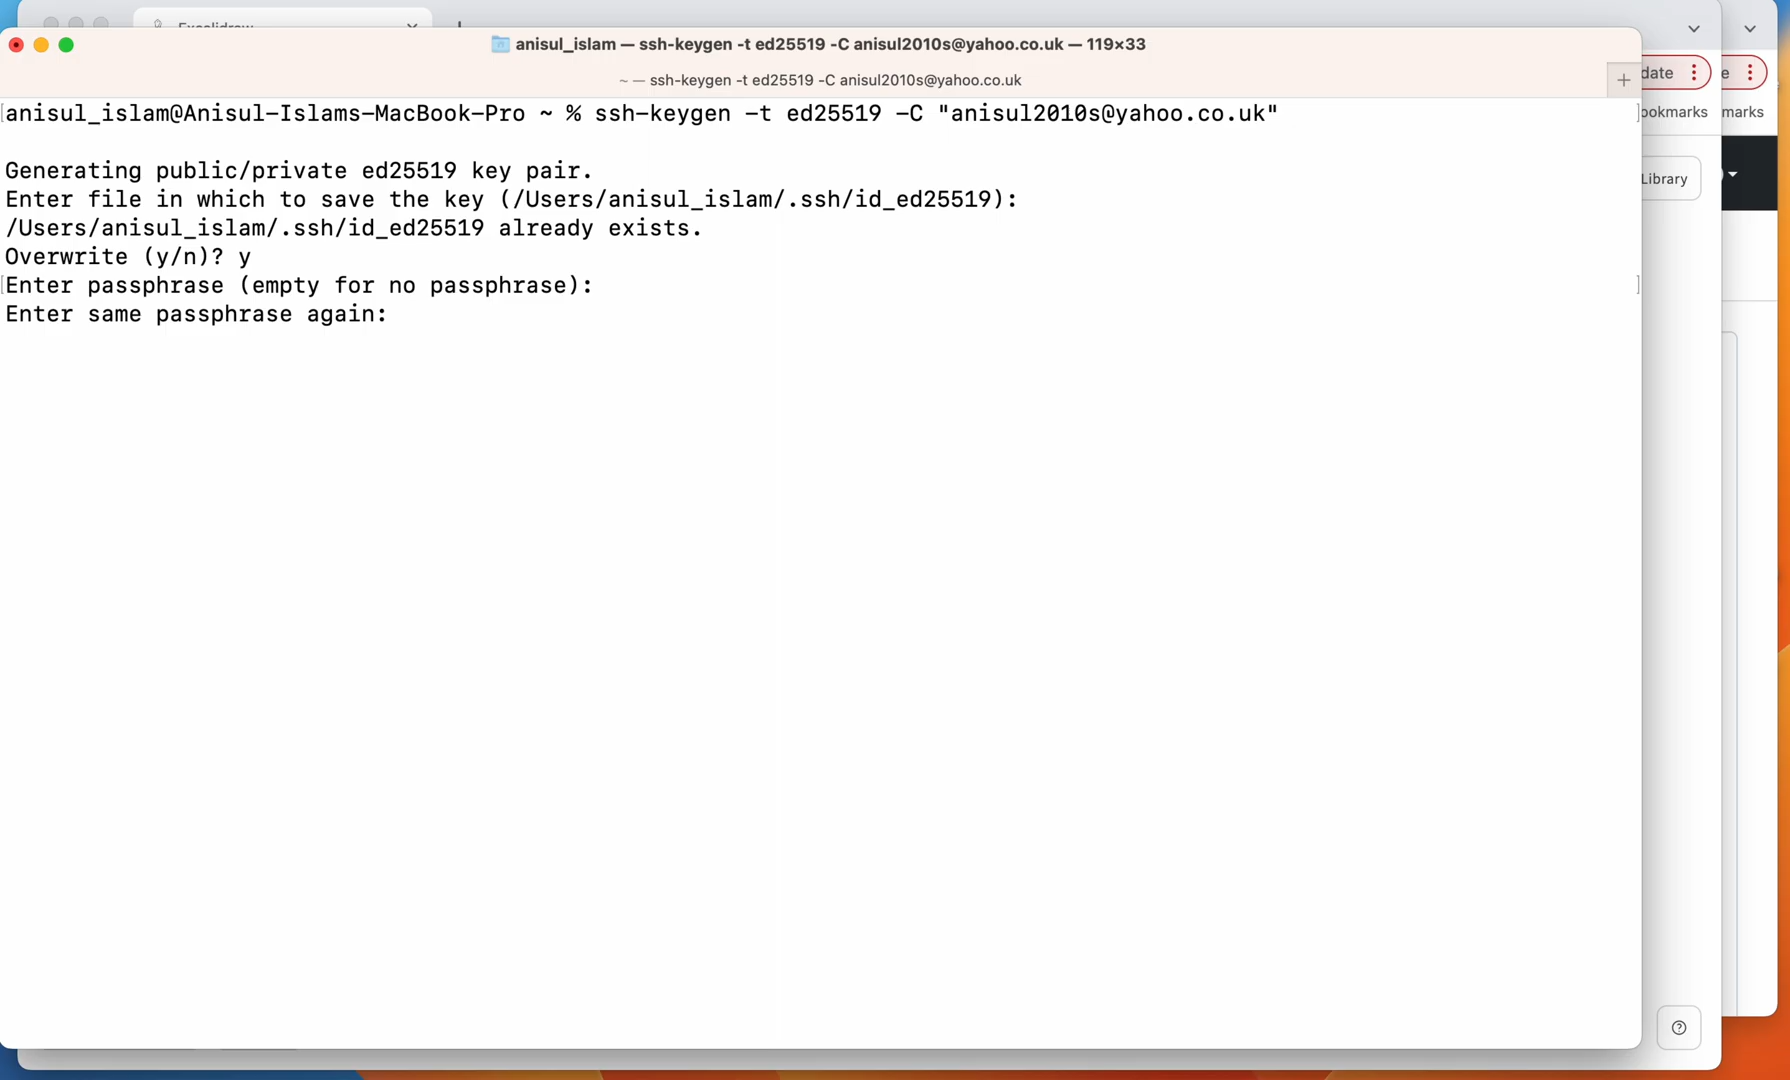 Excalidraw
anisul_islam — ssh-keygen -t ed25519 -C anisul2010s@yahoo.co.uk — 119×33
~ — ssh-keygen -t ed25519 -C anisul2010s@yahoo.co.uk
date
e
ookmarks
marks
Library
anisul_islam@Anisul-Islams-MacBook-Pro ~ % ssh-keygen -t ed25519 -C "anisul2010s@yahoo.co.uk"
Generating public/private ed25519 key pair.
Enter file in which to save the key (/Users/anisul_islam/.ssh/id_ed25519):
/Users/anisul_islam/.ssh/id_ed25519 already exists.
Overwrite (y/n)? y
Enter passphrase (empty for no passphrase):
Enter same passphrase again: